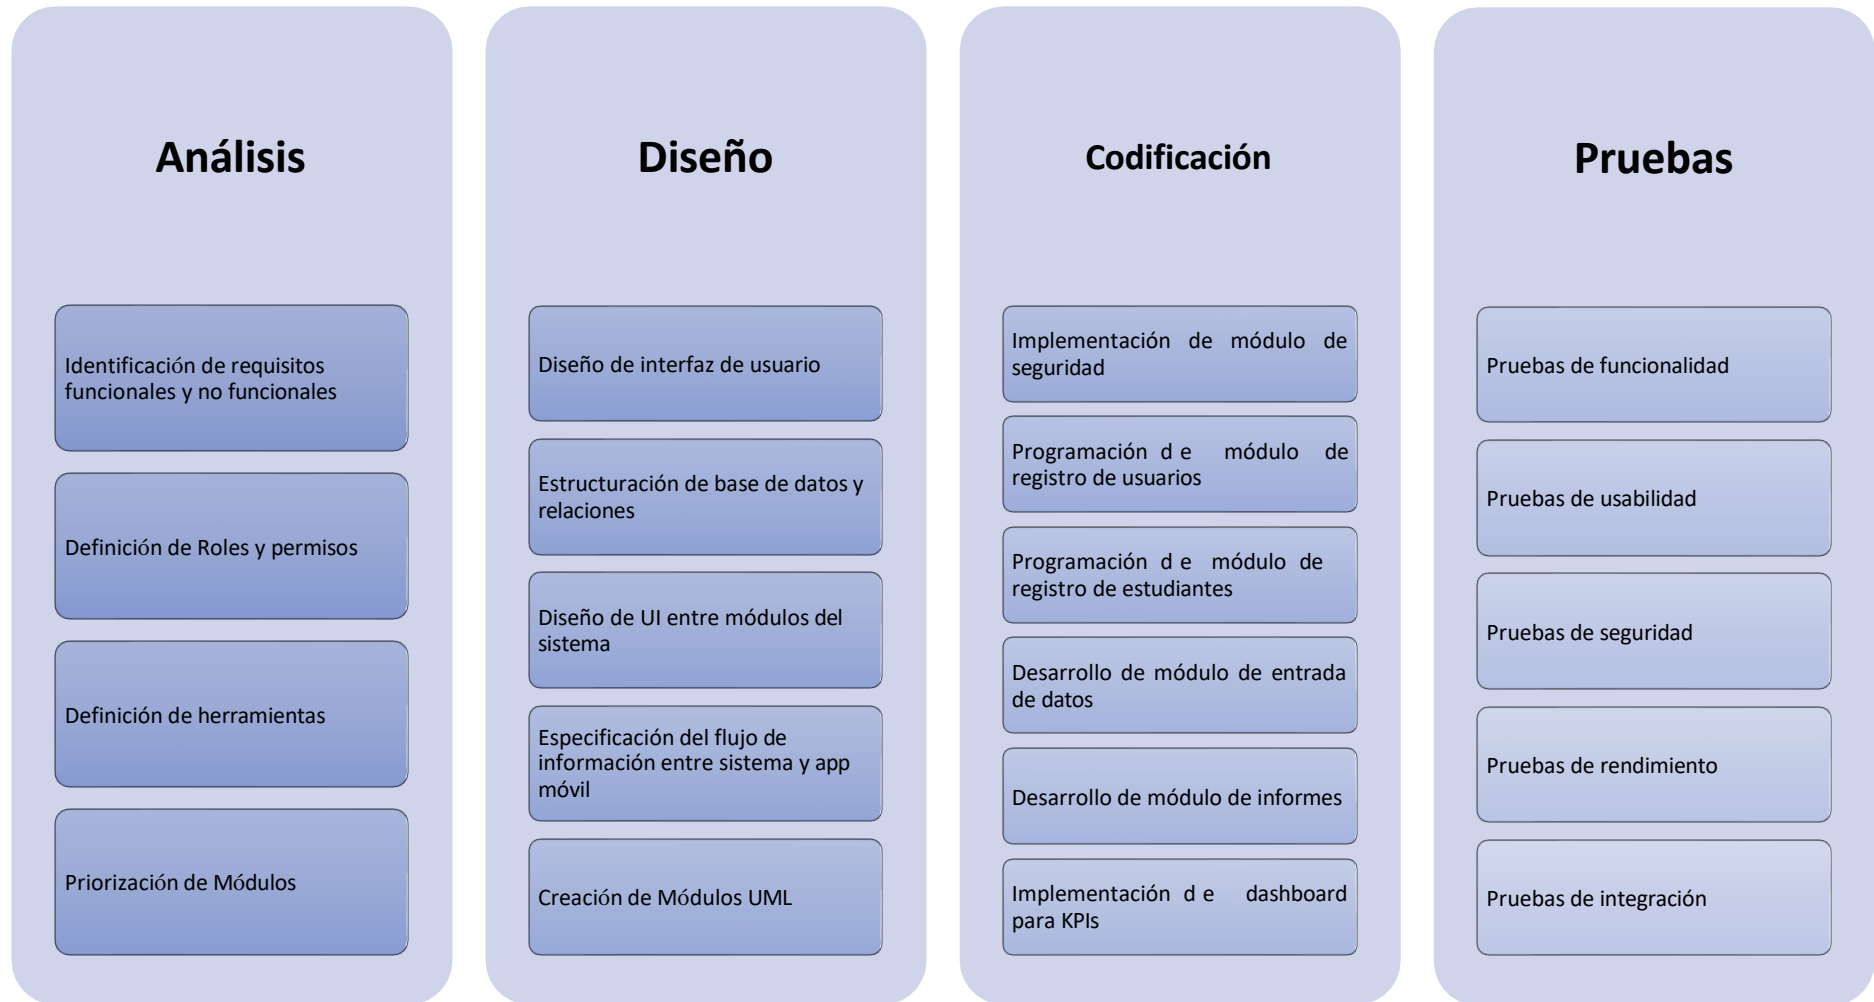 Análisis
Identificación de requisitos
funcionales y no funcionales
Definición de Roles y permisos
Definición de herramientas
Priorización de Módulos
Diseño
Diseño de interfaz de usuario
Estructuración de base de datos y
relaciones
Diseño de UI entre módulos del
sistema
Especificación del flujo de
información entre sistema y app
móvil
Creación de Módulos UML
Codificación
Implementación de módulo de
seguridad
Programación d e módulo de
registro de usuarios
Programación d e módulo de
registro de estudiantes
Desarrollo de módulo de entrada
de datos
Desarrollo de módulo de informes
Implementación d e dashboard
para KPIs
Pruebas
Pruebas de funcionalidad
Pruebas de usabilidad
Pruebas de seguridad
Pruebas de rendimiento
Pruebas de integración